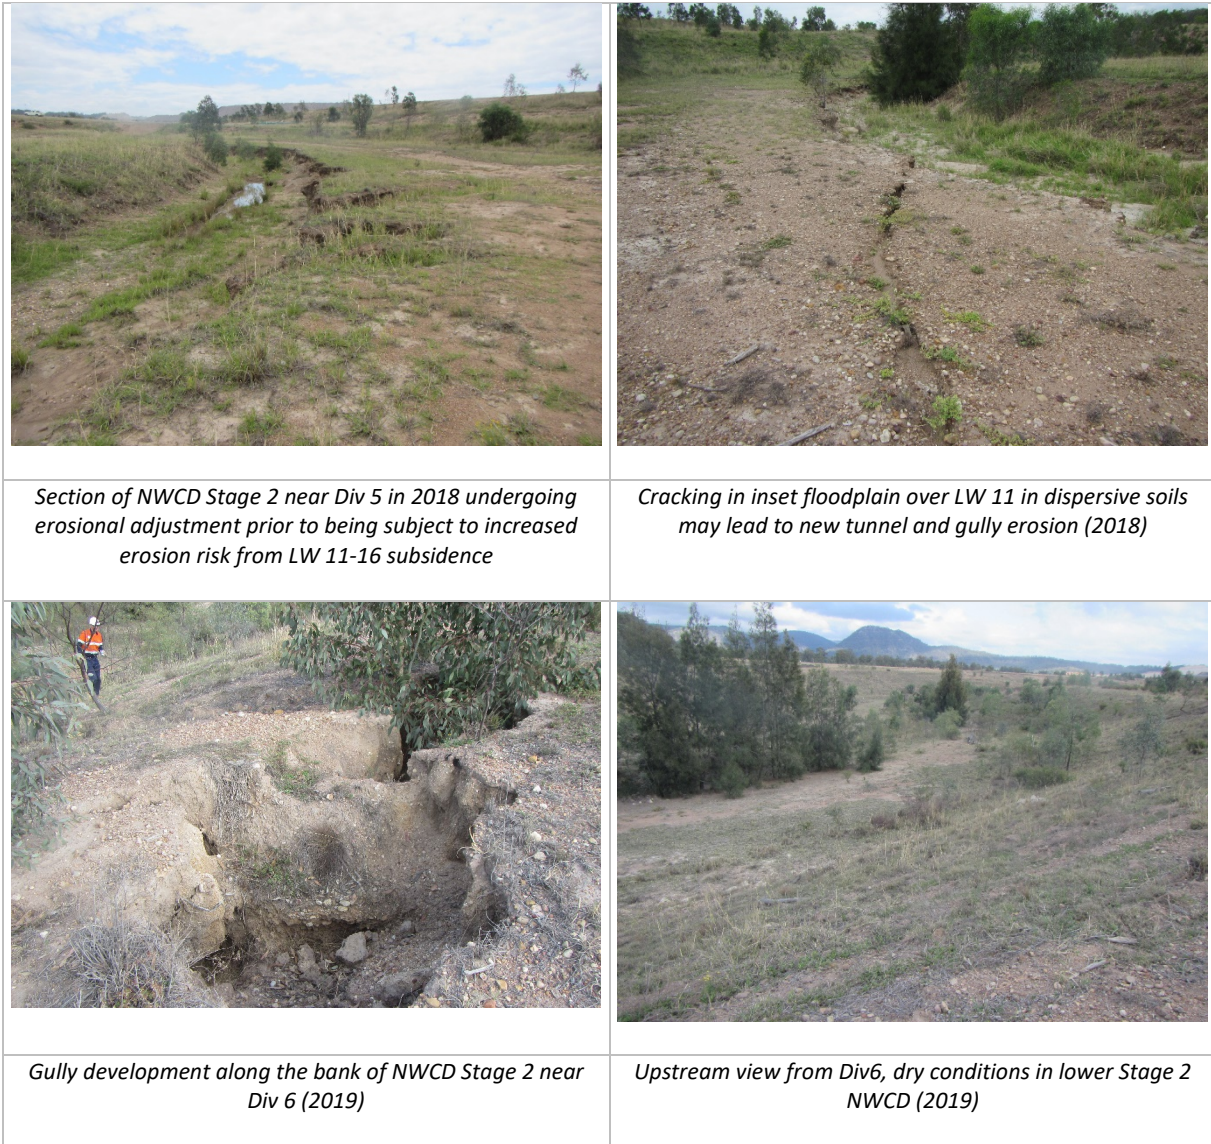 Section of NWCD Stage 2 near Div 5 in 2018 undergoing
erosional adjustment prior to being subject to increased
erosion risk from LW 11-16 subsidence
Cracking in inset floodplain over LW 11 in dispersive soils
may lead to new tunnel and gully erosion (2018)
Gully development along the bank of NWCD Stage 2 near
Div 6 (2019)
Upstream view from Div6, dry conditions in lower Stage 2
NWCD (2019)